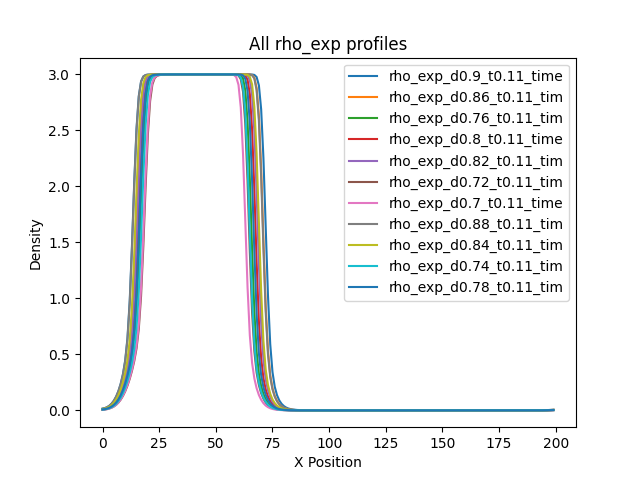 All rho_exp profiles
3.0
2.5
2.0
1.5
1.0
0.5
0.0
Density
rho_exp_d0.9_t0.11_time
rho_exp_d0.86_t0.11_tim
rho_exp_d0.76_t0.11_tim
rho_exp_d0.8_t0.11_time
rho_exp_d0.82_t0.11_tim
rho_exp_d0.72_t0.11_tim
rho_exp_d0.7_t0.11_time
rho_exp_d0.88_t0.11_tim
rho_exp_d0.84_t0.11_tim
rho_exp_d0.74_t0.11_tim
rho_exp_d0.78_t0.11_tim
0 25 50 75 100 125 150 175 200
X Position